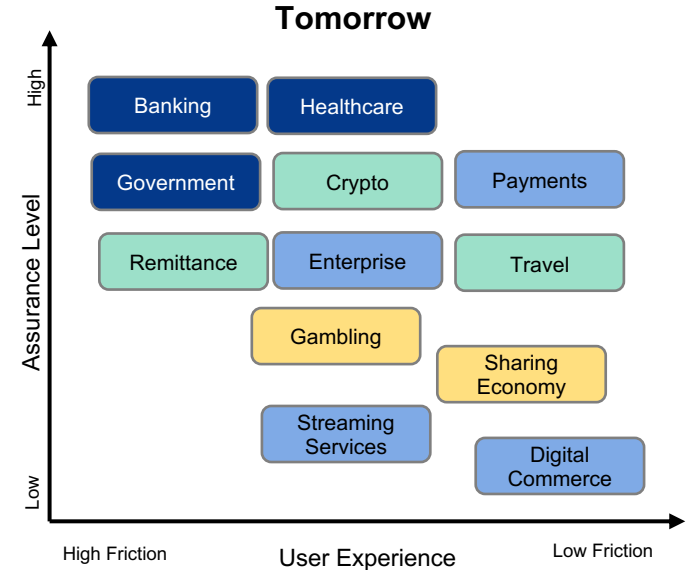 Tomorrow
High
Banking
Healthcare
Government
Crypto
Payments
Assurance Level
Remittance
Enterprise
Travel
Gambling
Sharing
Economy
Streaming
Services
Digital
Commerce
Low
High Friction
User Experience
Low Friction